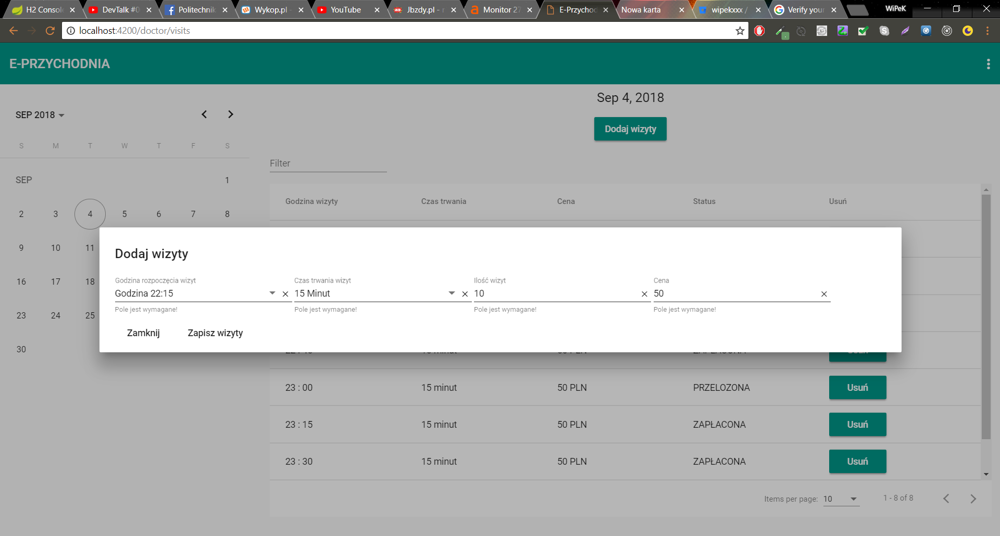 H2 Consol
DevTalk #0
Politechnik
Wykop.pl -
YouTube
Jbzdy.pl - r
Monitor 27
E-Przychod
Nowa karta
wipekxxx /
Verify your
WiPeK
localhost:4200/doctor/visits
E-PRZYCHODNIA
SEP 2018
S M T W T F S
SEP 1
2 3 4 5 6 7 8
9 10 11
16 17 18
23 24 25
30
Sep 4, 2018
Dodaj wizyty
Filter
Godzina wizyty Czas trwania Cena Status Usuń
Dodaj wizyty
Godzina rozpoczęcia wizyt Czas trwania wizyt Ilość wizyt Cena
Godzina 22:15 15 Minut 10 50
Pole jest wymagane! Pole jest wymagane! Pole jest wymagane! Pole jest wymagane!
Zamknij Zapisz wizyty
23 : 00 15 minut 50 PLN PRZELOZONA Usuń
23 : 15 15 minut 50 PLN ZAPŁACONA Usuń
23 : 30 15 minut 50 PLN ZAPŁACONA Usuń
Items per page: 10 1 - 8 of 8